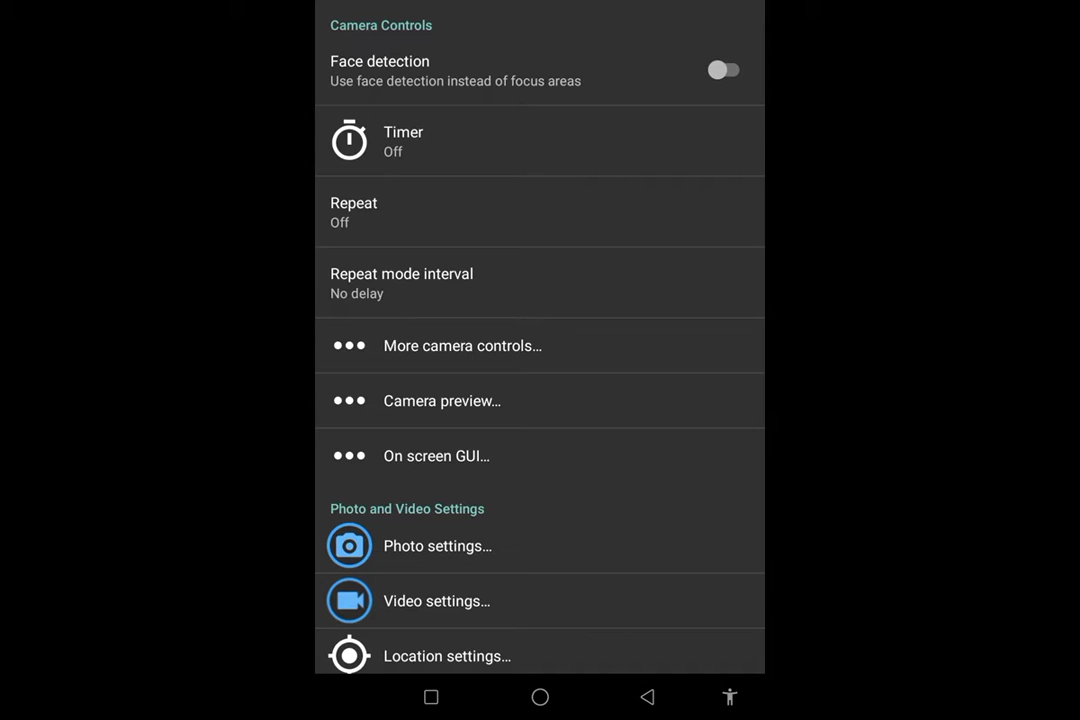 Camera Controls
Face detection
Use face detection instead of focus areas
Timer
Off
Repeat
Off
Repeat mode interval
No delay
More camera controls...
Camera preview...
On screen GUI...
Photo and Video Settings
Photo settings...
Video settings...
Location settings...